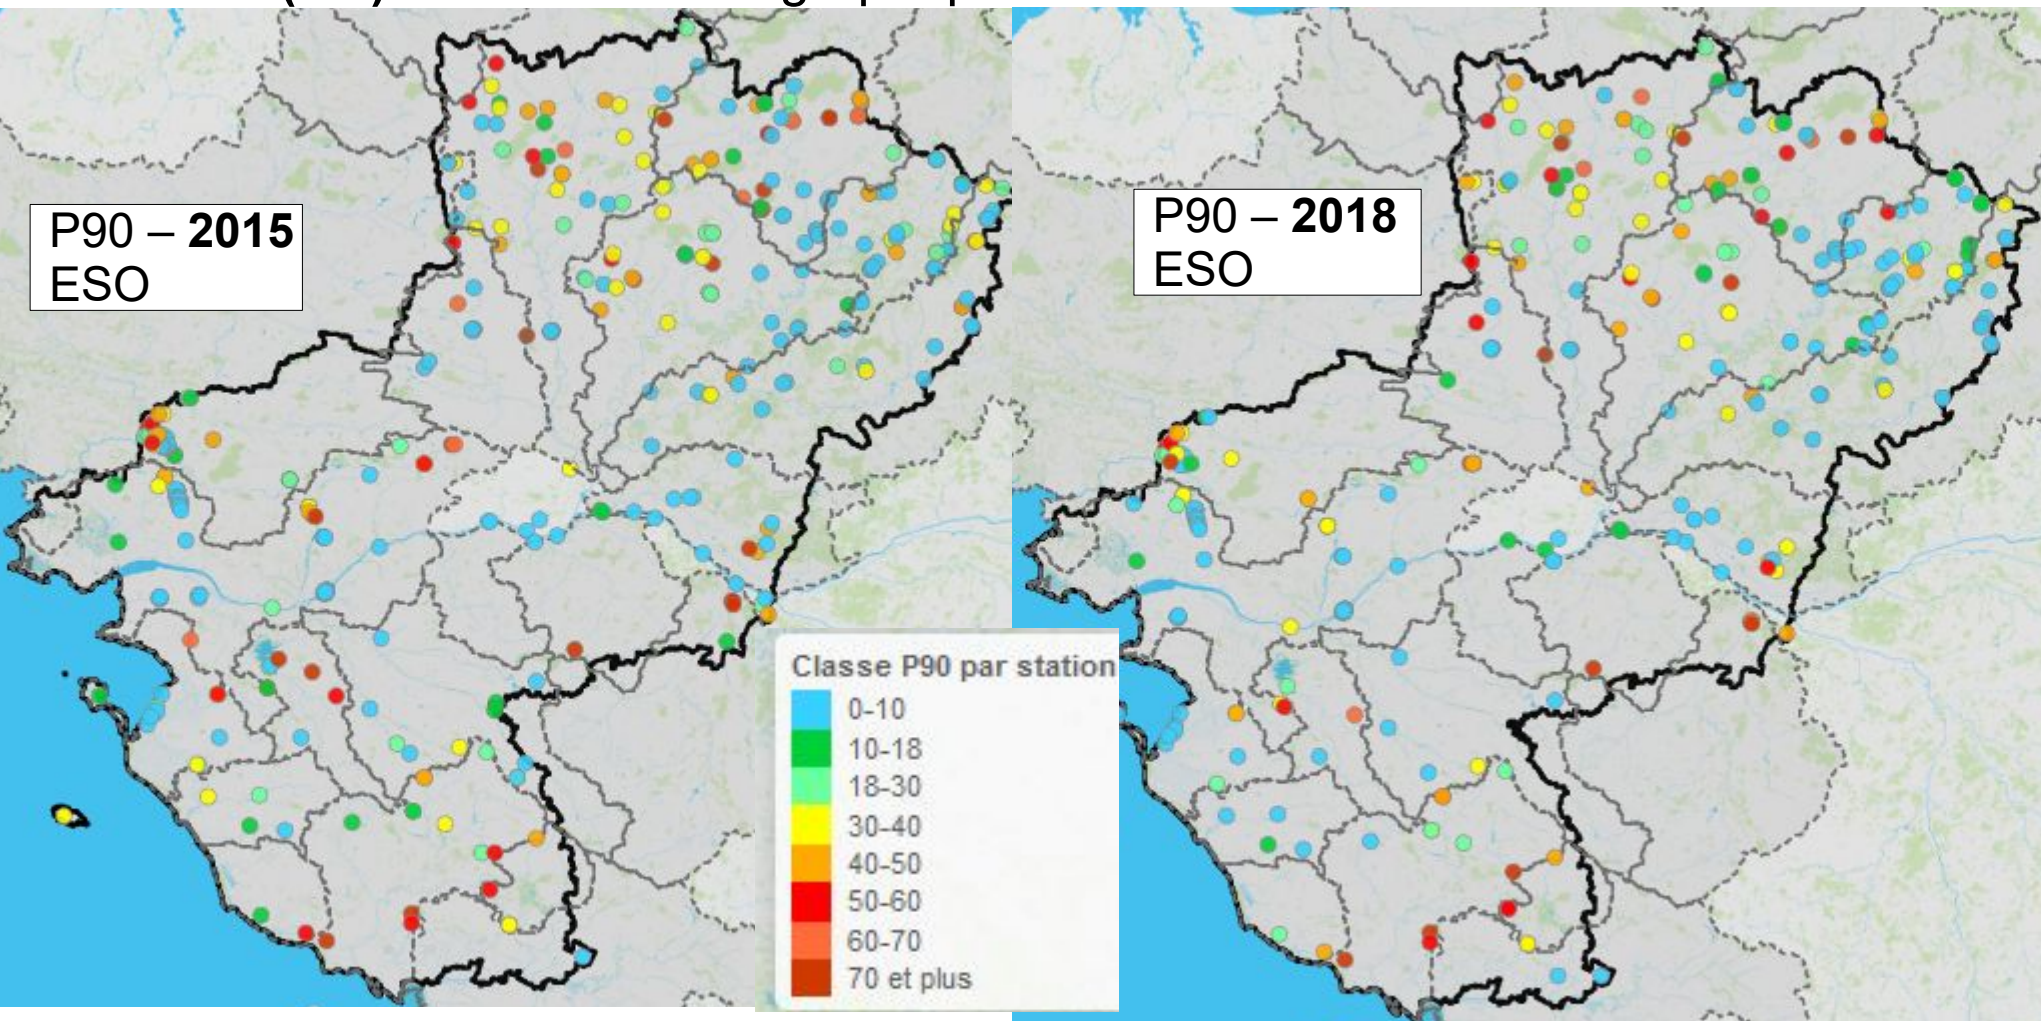 P90 – 2015
ESO
P90 – 2018
ESO
Classe P90 par station
0-10
10-18
18-30
30-40
40-50
50-60
60-70
70 et plus